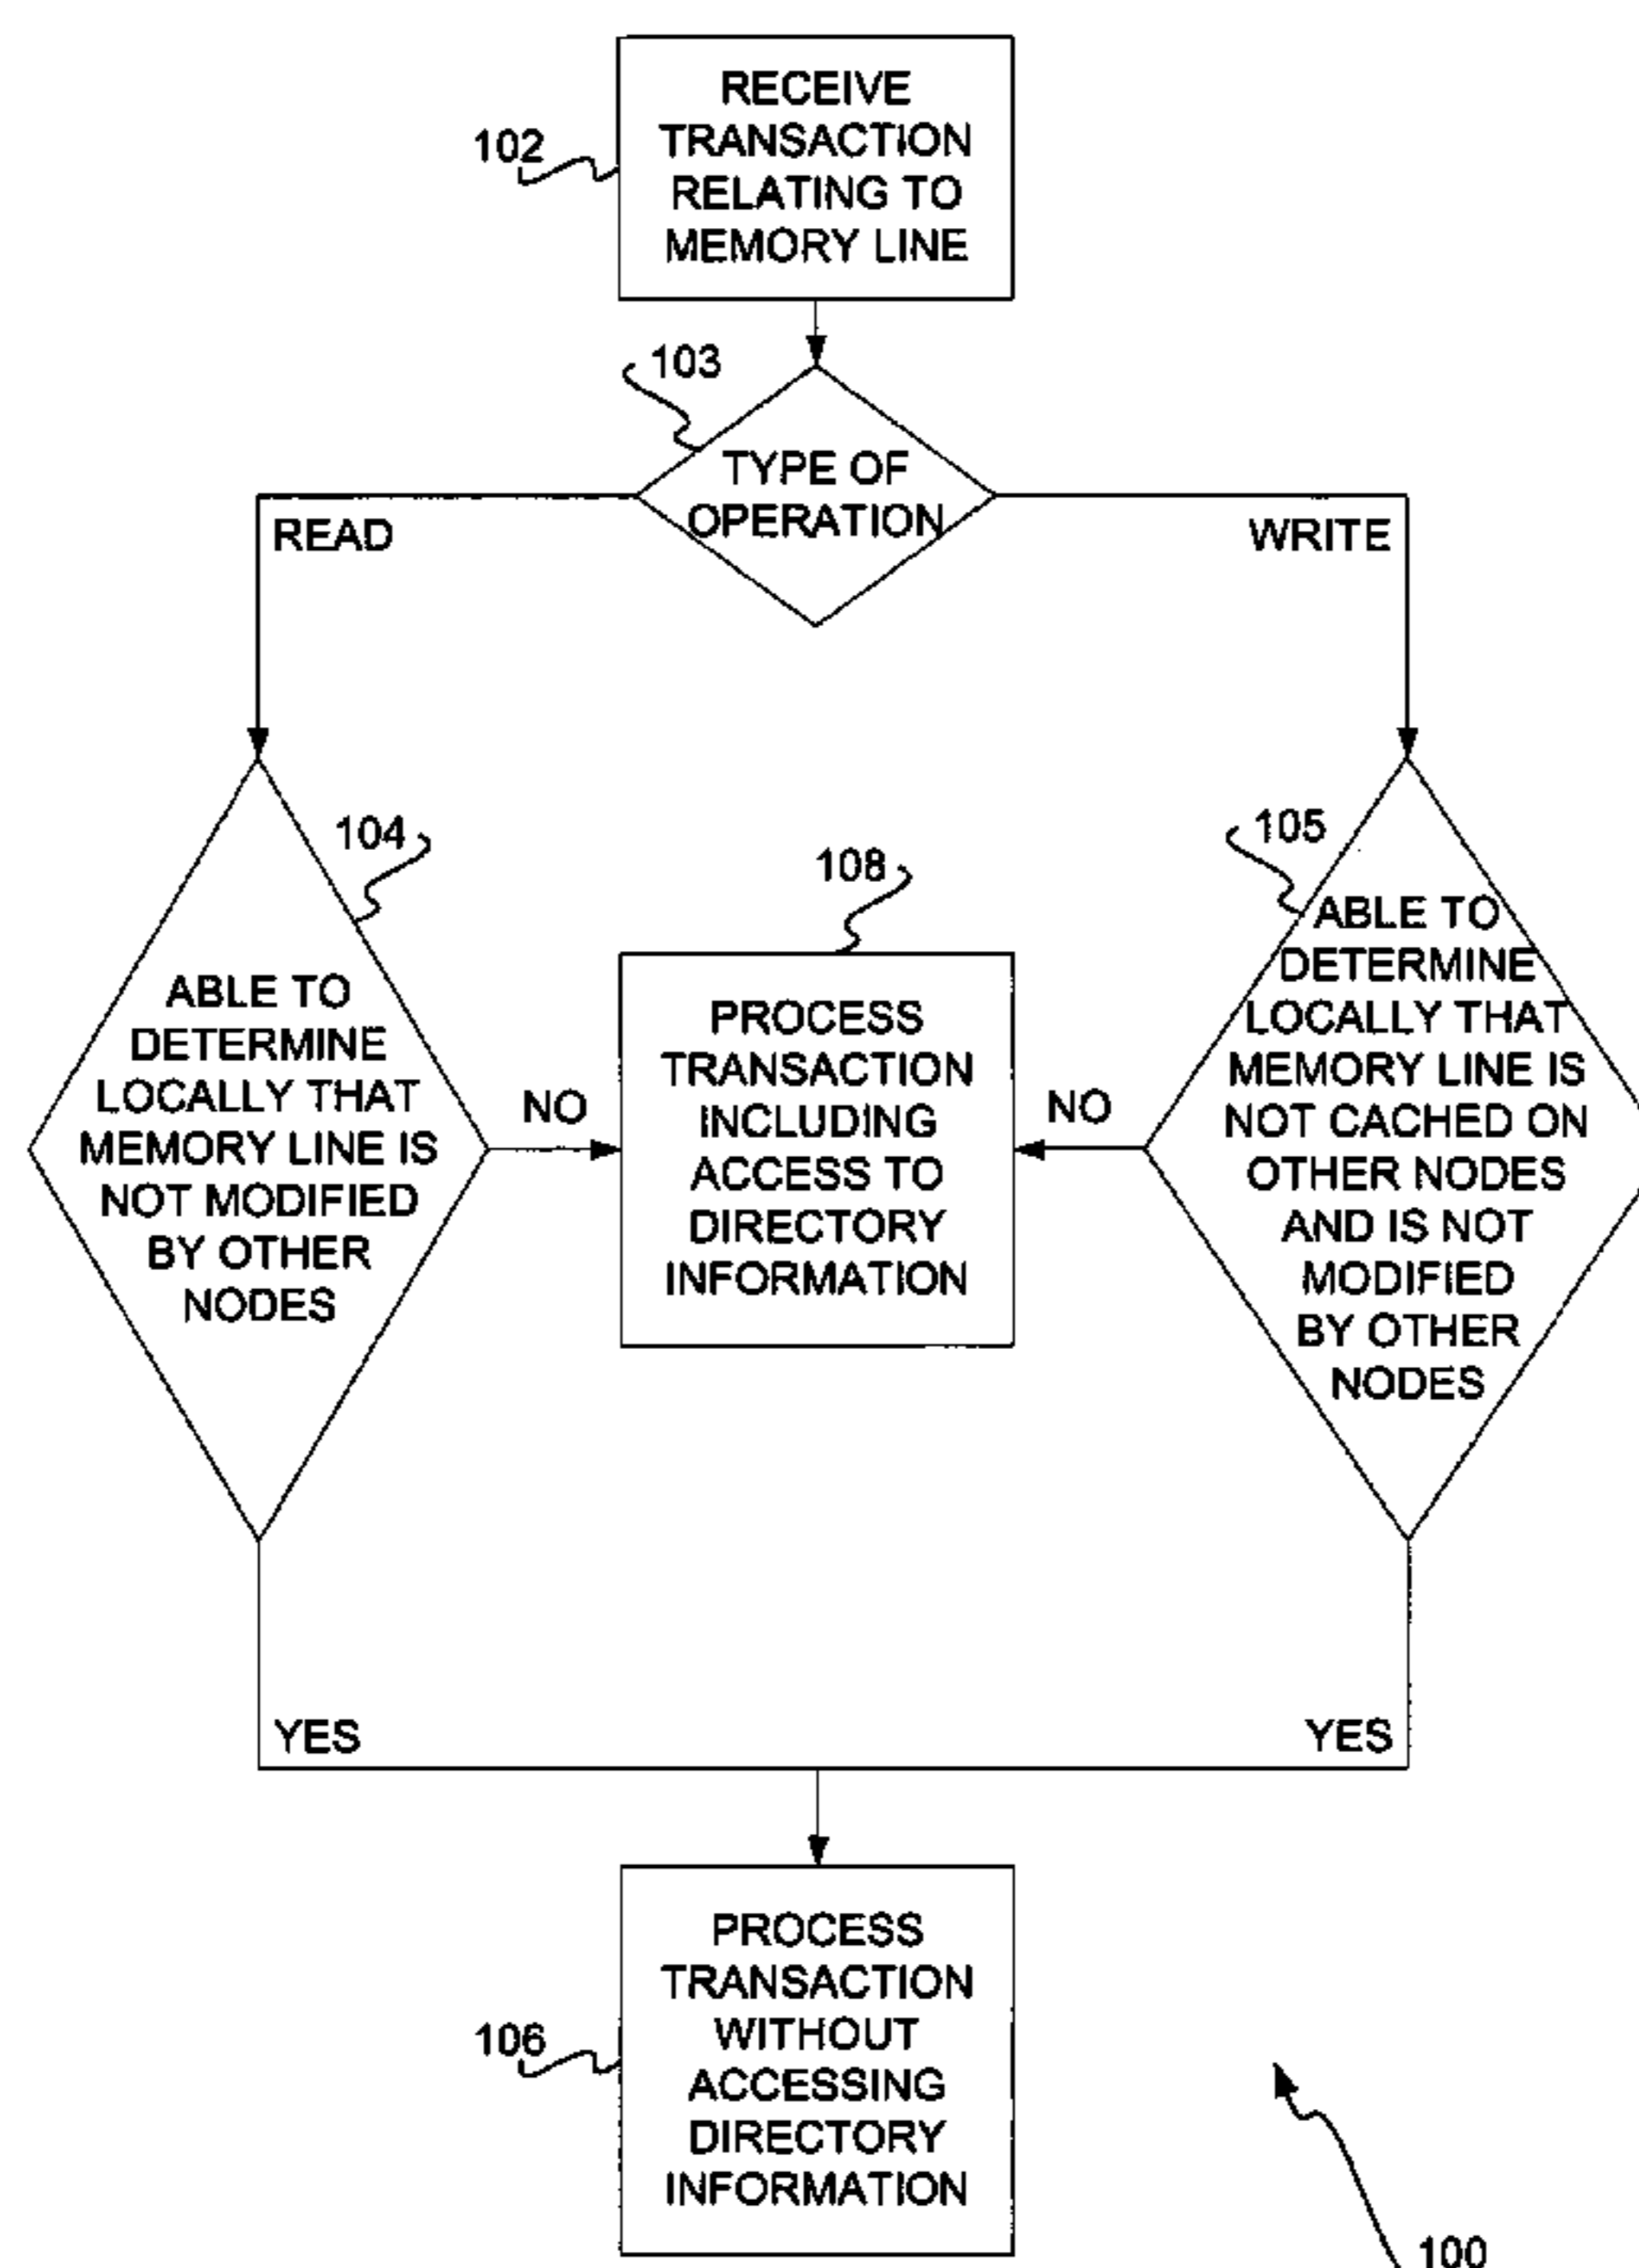 RECEIVE
TRANSACTION
RELATING TO
MEMORY LINE
102
103
TYPE OF
OPERATION
READ
WRITE
104
ABLE TO
DETERMINE
LOCALLY THAT
MEMORY LINE IS
NOT MODIFIED
BY OTHER
NODES
NO
108
PROCESS
TRANSACTION
INCLUDING
ACCESS TO
DIRECTORY
INFORMATION
NO
105
ABLE TO
DETERMINE
LOCALLY THAT
MEMORY LINE IS
NOT CACHED ON
OTHER NODES
AND IS NOT
MODIFIED
BY OTHER
NODES
YES
YES
106
PROCESS
TRANSACTION
WITHOUT
ACCESSING
DIRECTORY
INFORMATION
100